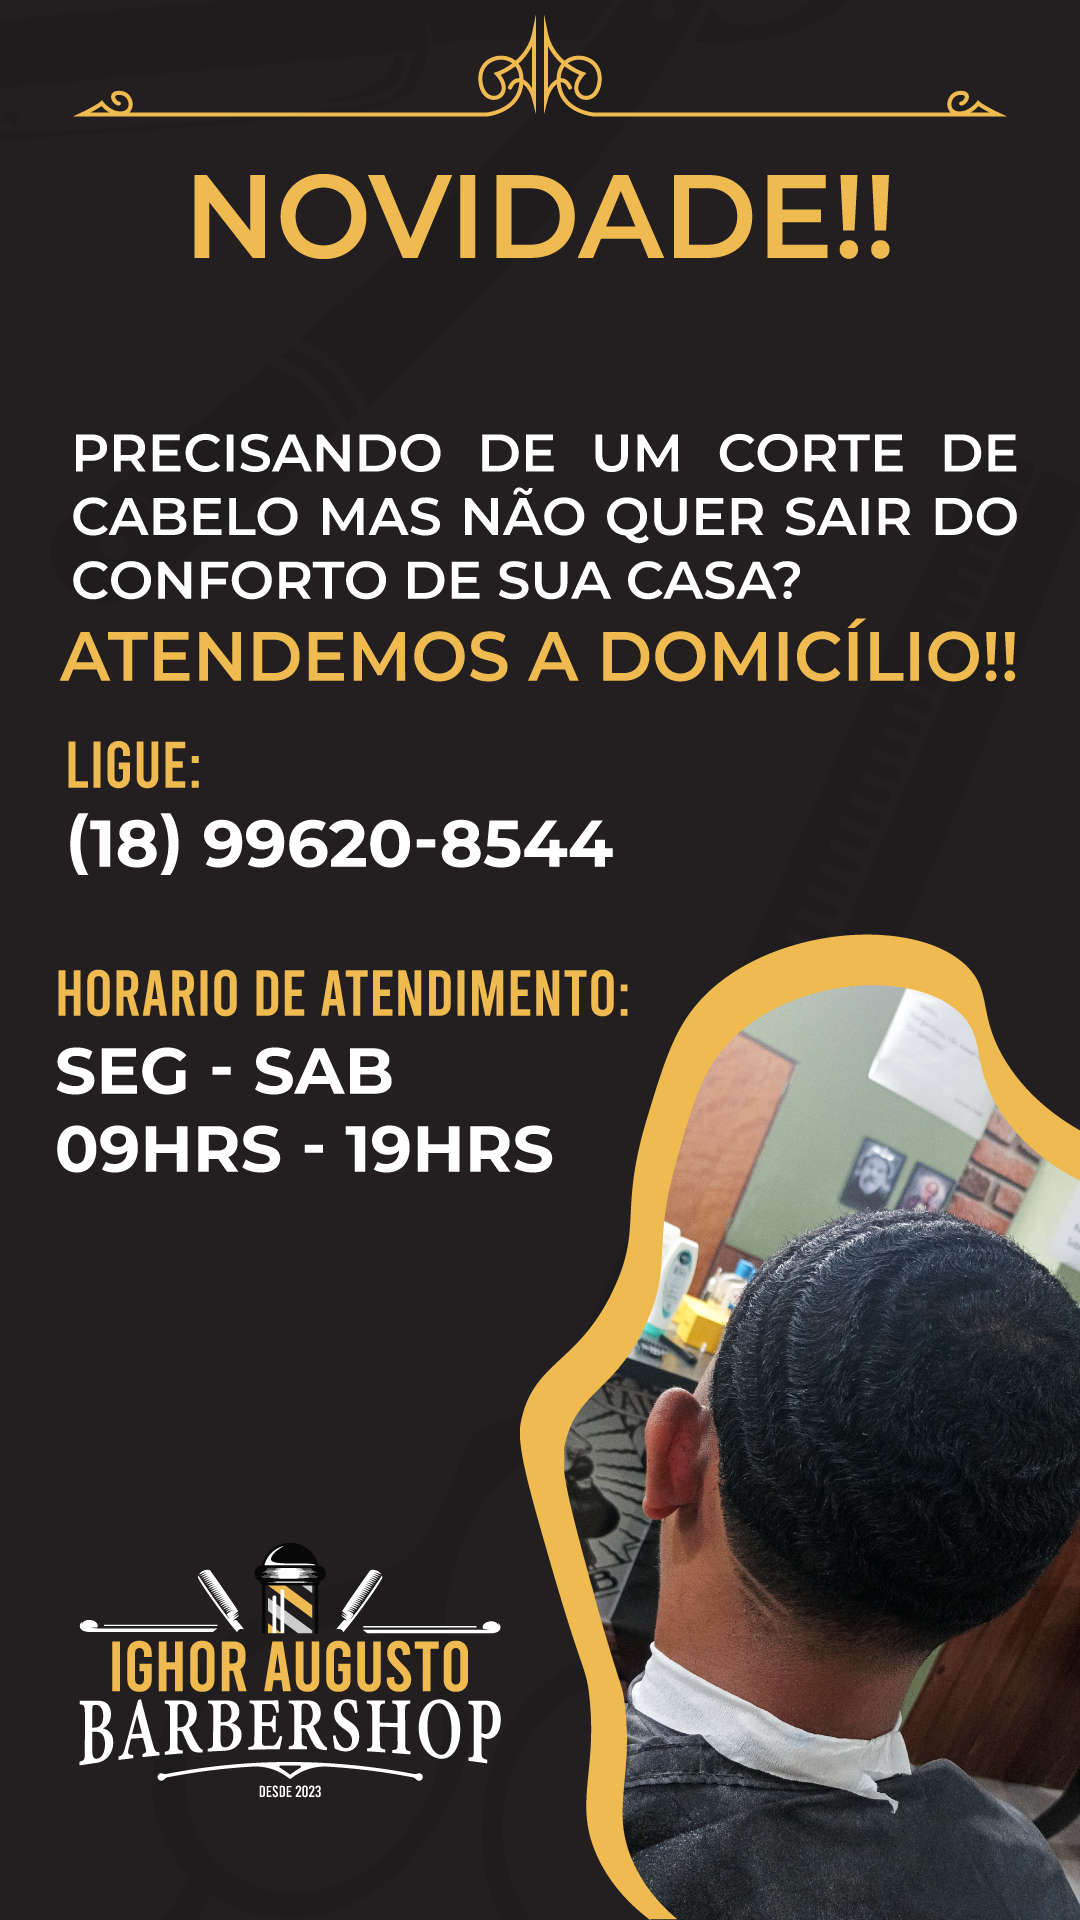 NOVIDADE!!
PRECISANDO DE UM CORTE DE
CABELO MAS NÃO QUER SAIR DO
CONFORTO DE SUA CASA?
ATENDEMOS A DOMICÍLIO!!
LIGUE:
(18) 99620-8544
HORARIO DE ATENDIMENTO:
SEG - SAB
09HRS - 19HRS
IGHOR AUGUSTO
BARBERSHOP
DESDE 2023